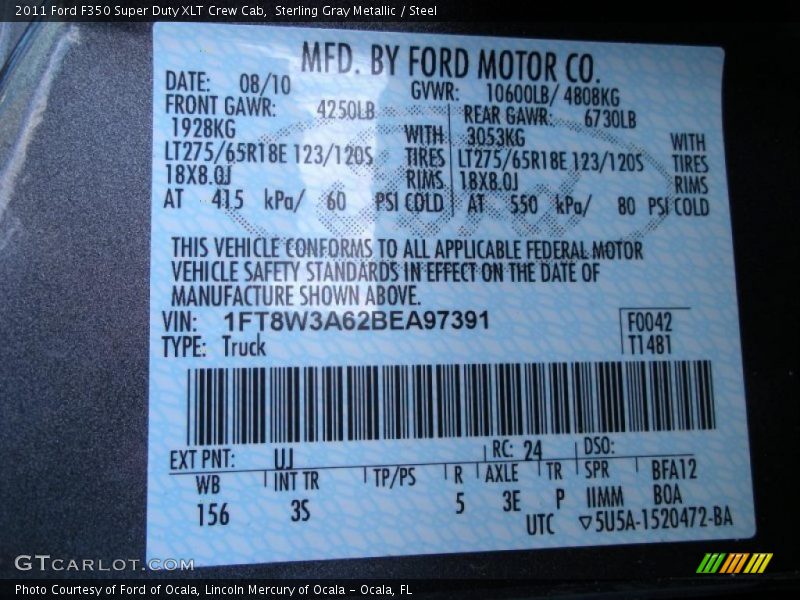 2011 Ford F350 Super Duty XLT Crew Cab, Sterling Gray Metallic / Steel
MFD. BY FORD MOTOR CO.
DATE: 08/10 GVWR: 10600LB/ 4808KG
FRONT GAWR: 4250LB REAR GAWR: 6730LB
1928KG WITH 3053KG WITH
LT275/65R18E 123/120S TIRES LT275/65R18E 123/120S TIRES
18X8.0J RIMS 18X8.0J RIMS
AT 415 kPa/ 60 PSI COLD AT 550 kPa/ 80 PSI COLD
THIS VEHICLE CONFORMS TO ALL APPLICABLE FEDERAL MOTOR
VEHICLE SAFETY STANDARDS IN EFFECT ON THE DATE OF
MANUFACTURE SHOWN ABOVE.
VIN: 1FT8W3A62BEA97391 F0042
TYPE: Truck T1481
EXT PNT: UJ RC: 24 DSO:
WB INT TR TP/PS R AXLE TR SPR BFA12
156 3S 5 3E P IIMM BOA
UTC ▽5U5A-1520472-BA
GTCARLOT.COM
Photo Courtesy of Ford of Ocala, Lincoln Mercury of Ocala – Ocala, FL